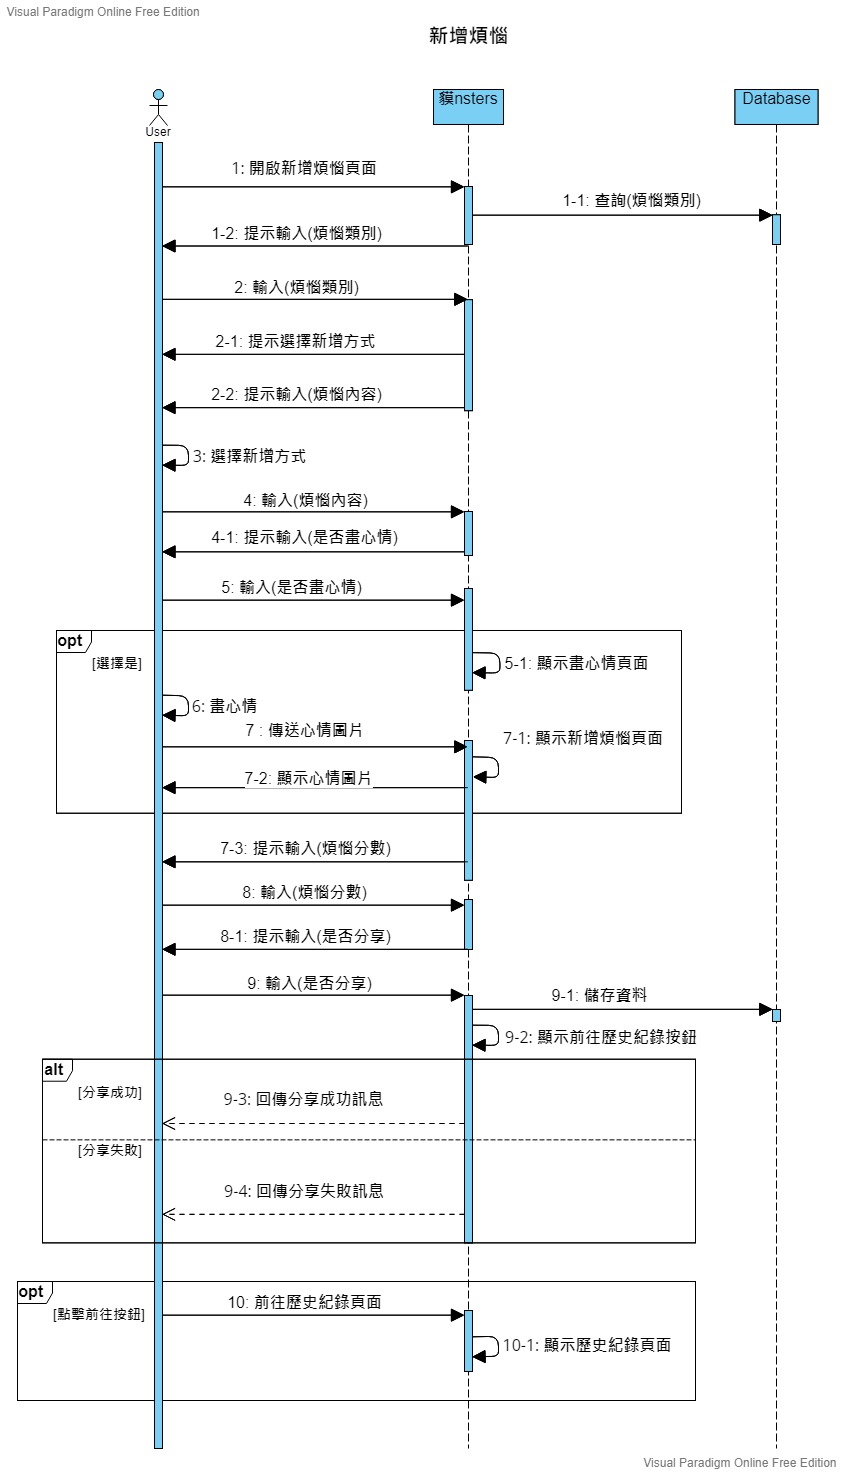 Visual Paradigm Online Free Edition
新增煩惱
User
貘nsters
Database
1: 開啟新增煩惱頁面
1-1: 查詢(煩惱類別)
1-2: 提示輸入(煩惱類別)
2: 輸入(煩惱類別)
2-1: 提示選擇新增方式
2-2: 提示輸入(煩惱內容)
3: 選擇新增方式
4: 輸入(煩惱內容)
4-1: 提示輸入(是否畫心情)
5: 輸入(是否畫心情)
opt
[選擇是]
5-1: 顯示畫心情頁面
6: 畫心情
7 : 傳送心情圖片
7-1: 顯示新增煩惱頁面
7-2: 顯示心情圖片
7-3: 提示輸入(煩惱分數)
8: 輸入(煩惱分數)
8-1: 提示輸入(是否分享)
9: 輸入(是否分享)
9-1: 儲存資料
9-2: 顯示前往歷史紀錄按鈕
alt
[分享成功]
9-3: 回傳分享成功訊息
[分享失敗]
9-4: 回傳分享失敗訊息
opt
[點擊前往按鈕]
10: 前往歷史紀錄頁面
10-1: 顯示歷史紀錄頁面
Visual Paradigm Online Free Edition